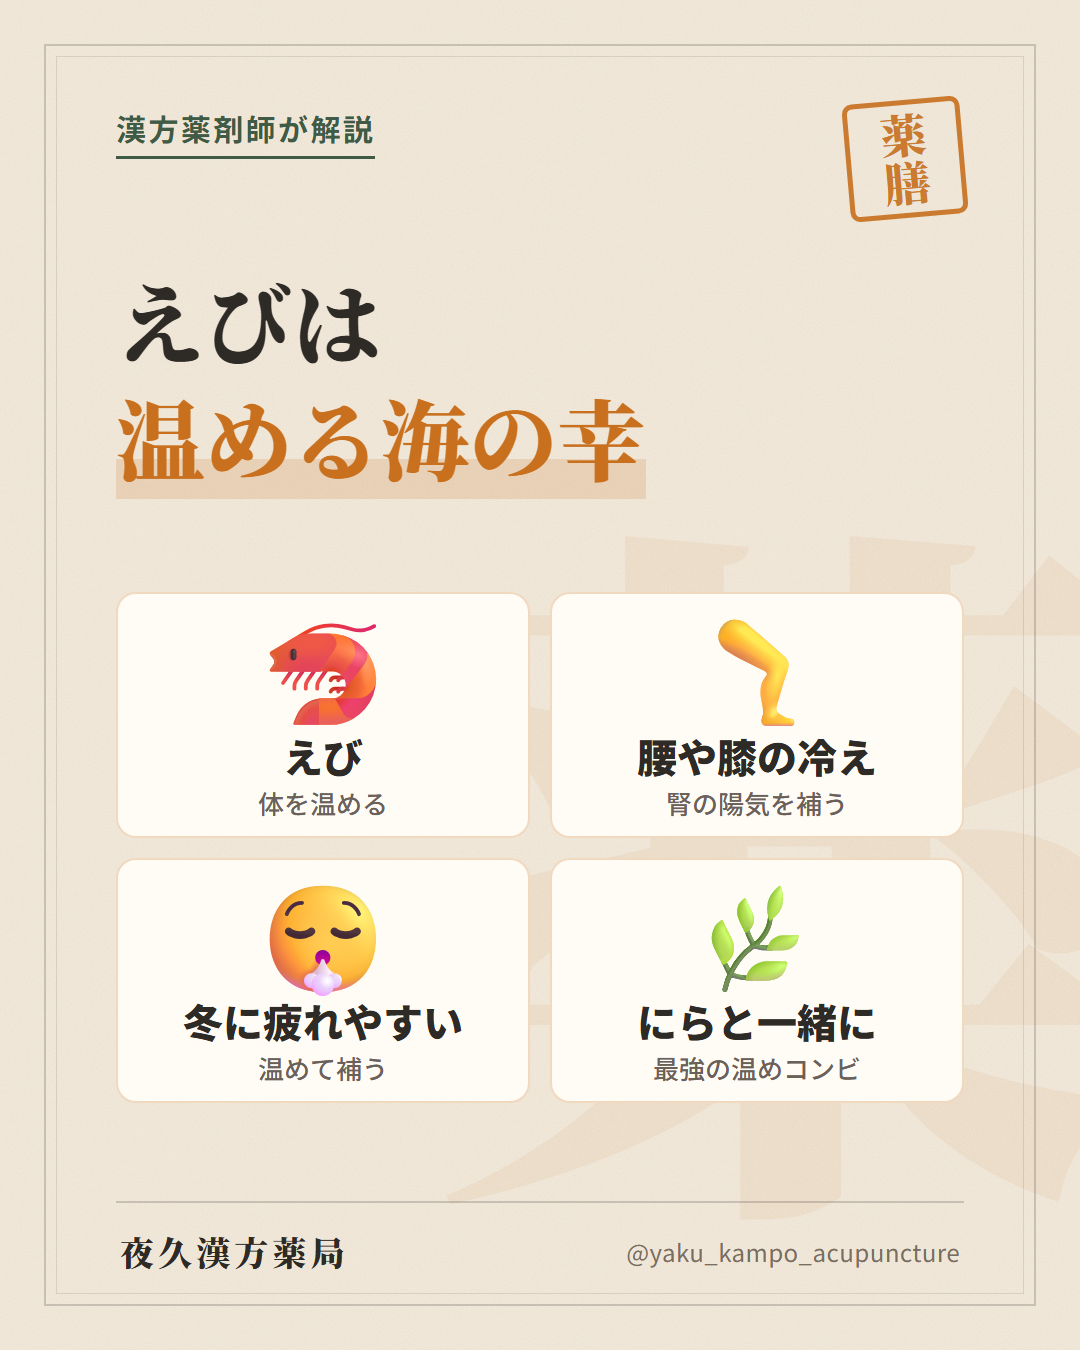 漢方薬剤師が解説
薬
膳
えびは
温める海の幸
えび
体を温める
腰や膝の冷え
腎の陽気を補う
冬に疲れやすい
温めて補う
にらと一緒に
最強の温めコンビ
夜久漢方薬局
@yaku_kampo_acupuncture